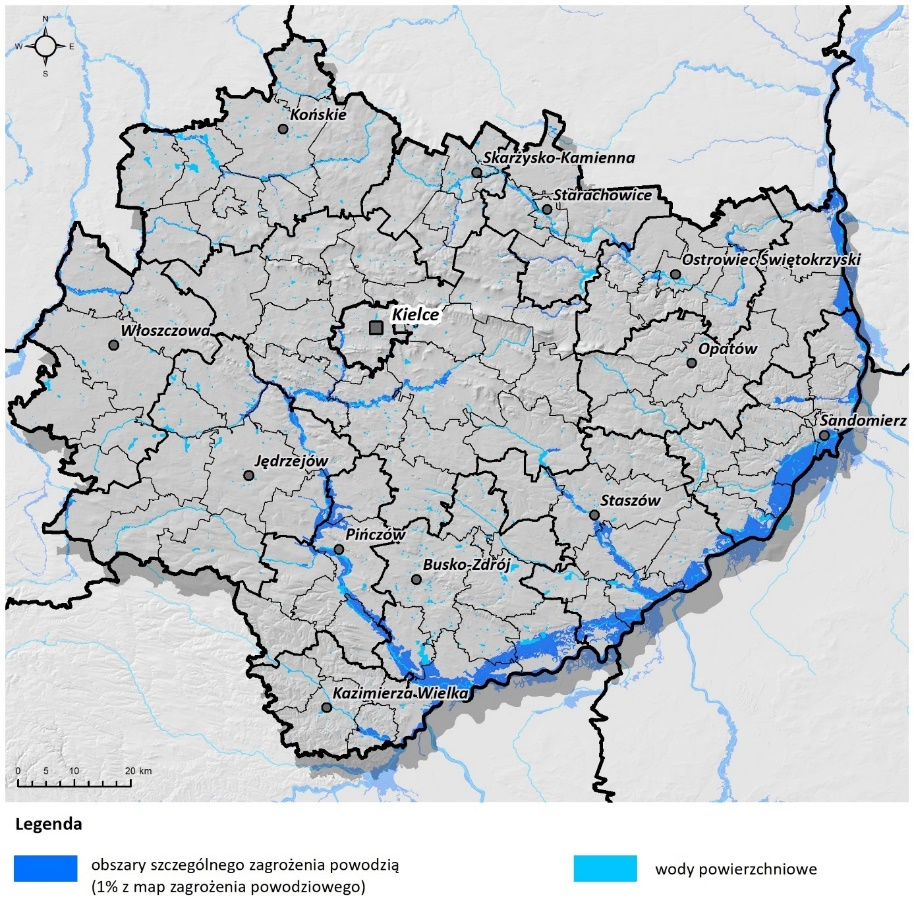 N
W E
S
Końskie
Skarżysko-Kamienna
Starachowice
Ostrowiec Świętokrzyski
Kielce
Włoszczowa
Opatów
Sandomierz
Jędrzejów
Staszów
Pińczów
Busko-Zdrój
Kazimierza Wielka
0 5 10 20 km
Legenda
obszary szczególnego zagrożenia powodzią
(1% z map zagrożenia powodziowego)
wody powierzchniowe